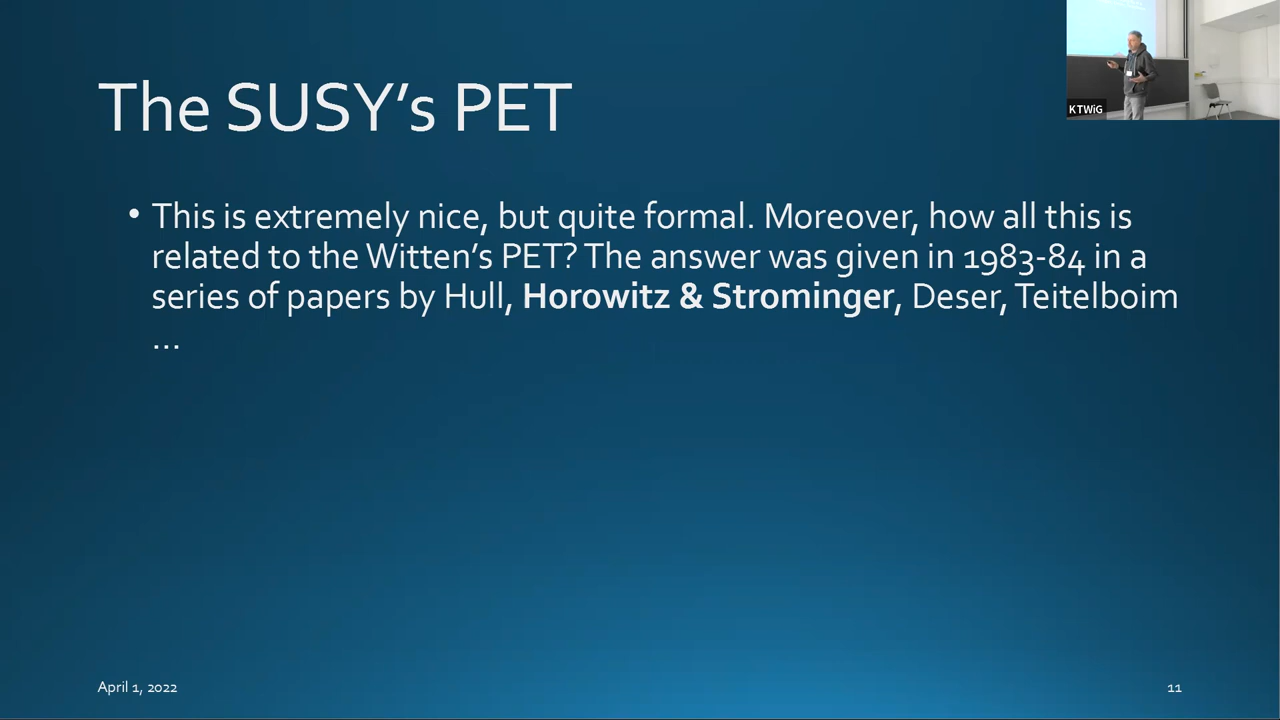 The SUSY’s PET
• This is extremely nice, but quite formal. Moreover, how all this is
related to the Witten’s PET? The answer was given in 1983-84 in a
series of papers by Hull, Horowitz & Strominger, Deser, Teitelboim
…
KTWiG
April 1, 2022
11